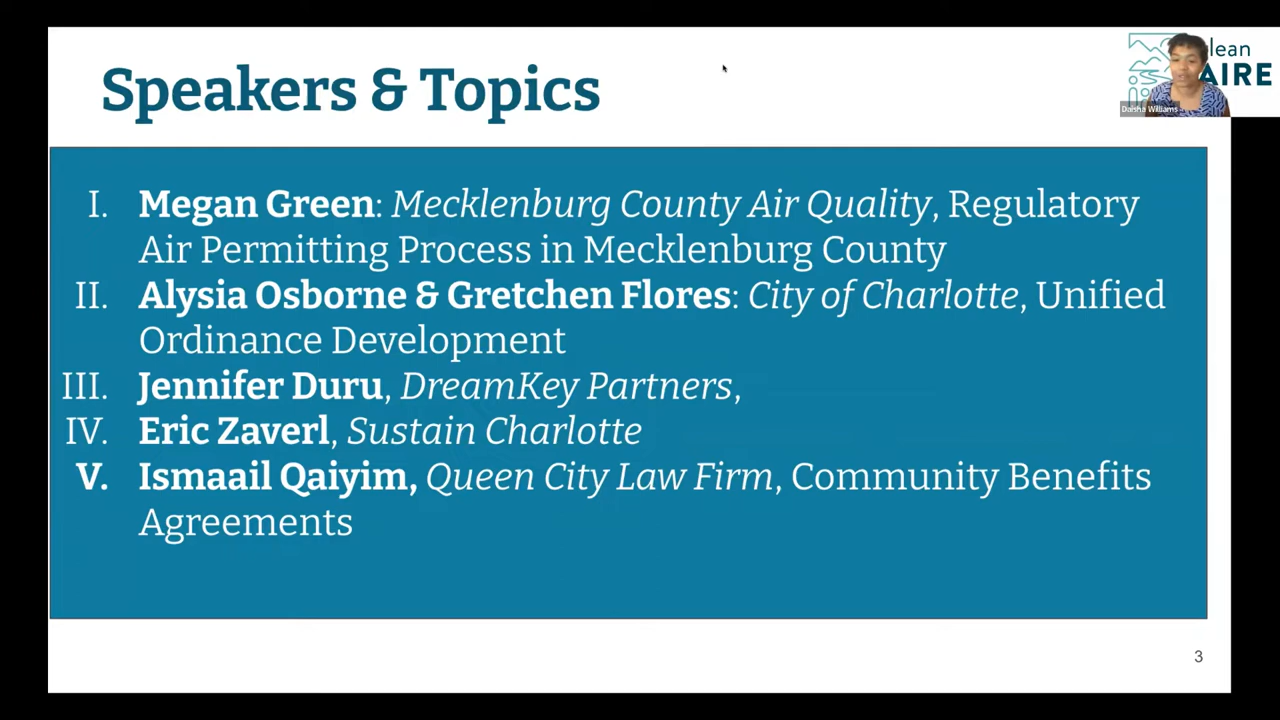 Speakers & Topics
lean
AIRE
Daisha Williams
I. Megan Green: Mecklenburg County Air Quality, Regulatory
Air Permitting Process in Mecklenburg County
II. Alysia Osborne & Gretchen Flores: City of Charlotte, Unified
Ordinance Development
III. Jennifer Duru, DreamKey Partners,
IV. Eric Zaverl, Sustain Charlotte
V. Ismaail Qaiyim, Queen City Law Firm, Community Benefits
Agreements
3